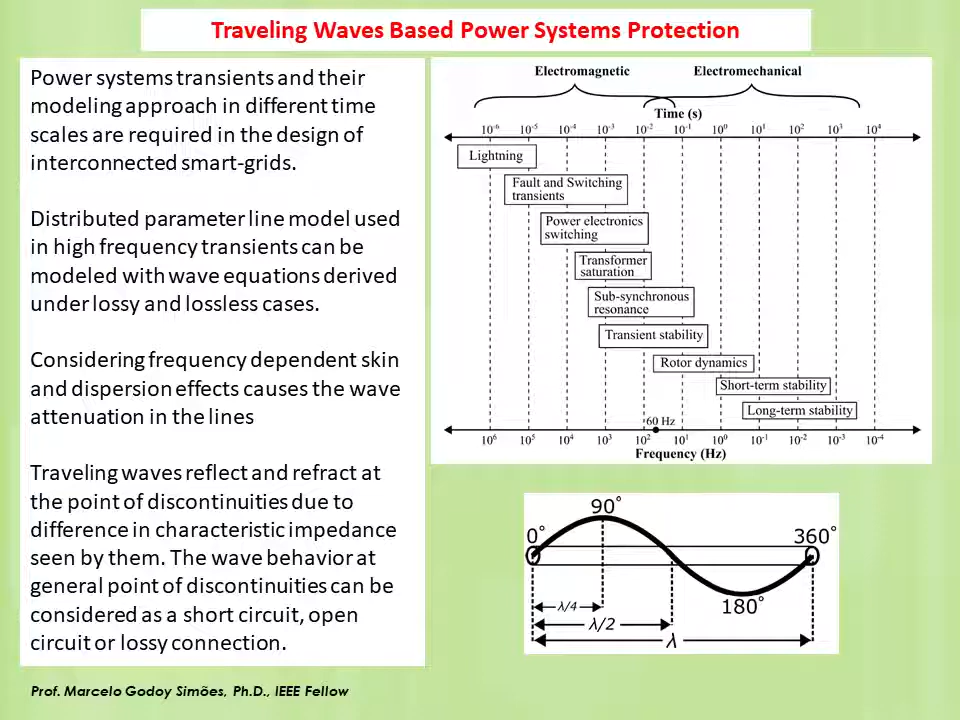 Traveling Waves Based Power Systems Protection
Power systems transients and their
modeling approach in different time
scales are required in the design of
interconnected smart-grids.
Distributed parameter line model used
in high frequency transients can be
modeled with wave equations derived
under lossy and lossless cases.
Considering frequency dependent skin
and dispersion effects causes the wave
attenuation in the lines
Traveling waves reflect and refract at
the point of discontinuities due to
difference in characteristic impedance
seen by them. The wave behavior at
general point of discontinuities can be
considered as a short circuit, open
circuit or lossy connection.
Prof. Marcelo Godoy Simões, Ph.D., IEEE Fellow
Electromagnetic Electromechanical
Time (s)
10⁻⁶ 10⁻⁵ 10⁻⁴ 10⁻³ 10⁻² 10⁻¹ 10⁰ 10¹ 10² 10³ 10⁴
Lightning
Fault and Switching
transients
Power electronics
switching
Transformer
saturation
Sub-synchronous
resonance
Transient stability
Rotor dynamics
Short-term stability
Long-term stability
60 Hz
10⁶ 10⁵ 10⁴ 10³ 10² 10¹ 10⁰ 10⁻¹ 10⁻² 10⁻³ 10⁻⁴
Frequency (Hz)
90°
0° 360°
180°
λ/4
λ/2
λ